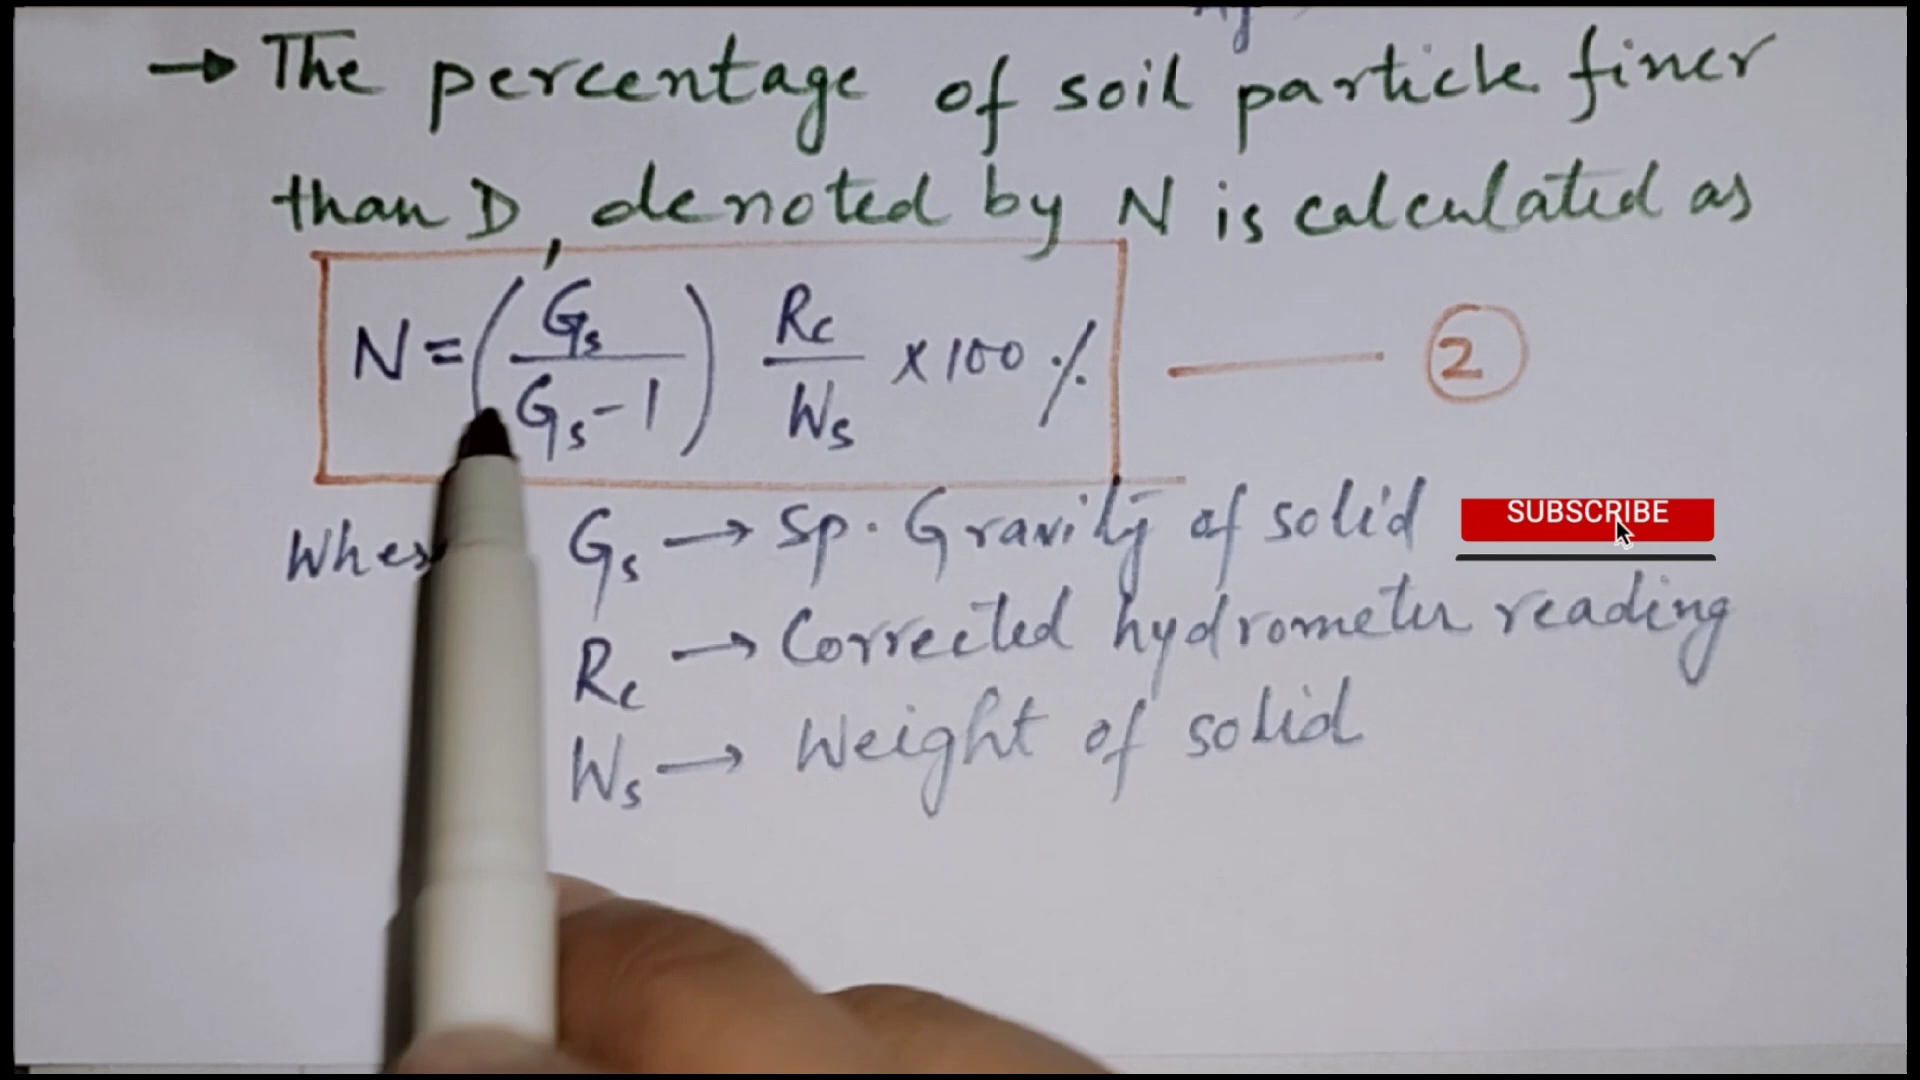 → The percentage of soil particle finer
than D, denoted by N is calculated as
N = (Gs / Gs - 1) Rc / Ws × 100 % — 2
Gs → Sp. Gravity of solid
SUBSCRIBE
Rc → Corrected hydrometer reading
Ws → Weight of solid